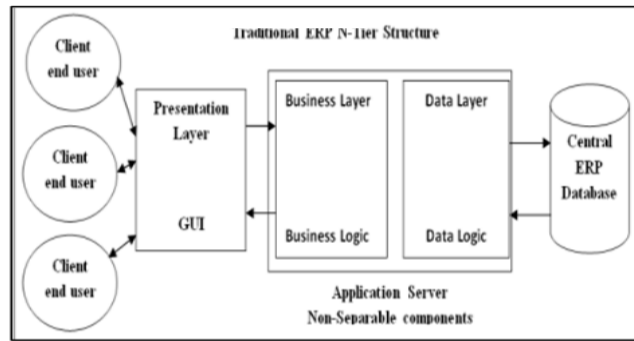 Traditional ERP N-Tier Structure
Client
end user
Client
end user
Client
end user
Presentation
Layer
GUI
Business Layer
Business Logic
Data Layer
Data Logic
Central
ERP
Database
Application Server
Non-Separable components